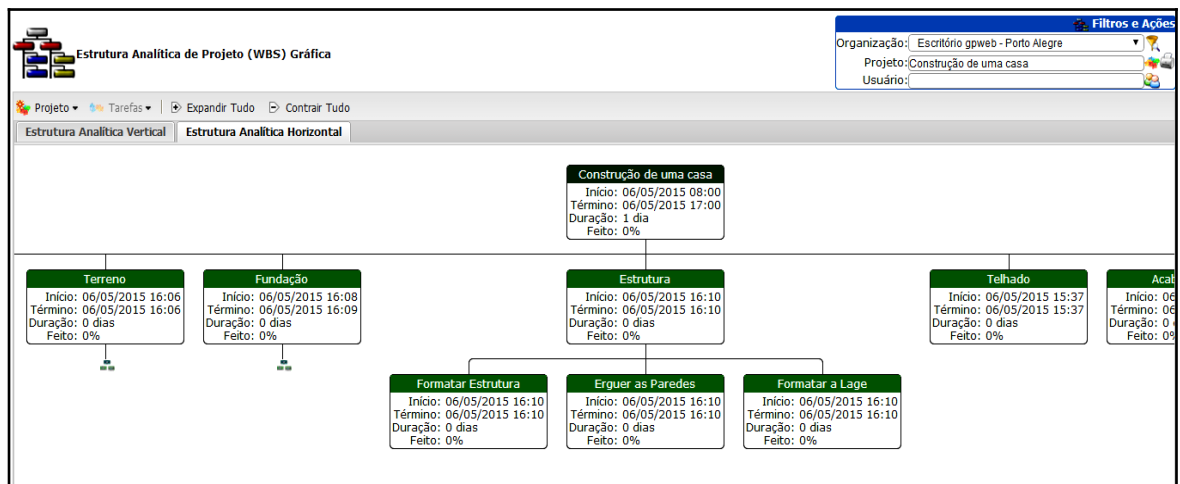 Filtros e Ações
Estrutura Analítica de Projeto (WBS) Gráfica
Organização: Escritório gpweb - Porto Alegre
Projeto: Construção de uma casa
Usuário:
Projeto Tarefas Expandir Tudo Contrair Tudo
Estrutura Analítica Vertical Estrutura Analítica Horizontal
Construção de uma casa
Início: 06/05/2015 08:00
Término: 06/05/2015 17:00
Duração: 1 dia
Feito: 0%
Terreno
Início: 06/05/2015 16:06
Término: 06/05/2015 16:06
Duração: 0 dias
Feito: 0%
Fundação
Início: 06/05/2015 16:08
Término: 06/05/2015 16:09
Duração: 0 dias
Feito: 0%
Estrutura
Início: 06/05/2015 16:10
Término: 06/05/2015 16:10
Duração: 0 dias
Feito: 0%
Telhado
Início: 06/05/2015 15:37
Término: 06/05/2015 15:37
Duração: 0 dias
Feito: 0%
Acab
Início: 06
Término: 06
Duração: 0
Feito: 0%
Formatar Estrutura
Início: 06/05/2015 16:10
Término: 06/05/2015 16:10
Duração: 0 dias
Feito: 0%
Erguer as Paredes
Início: 06/05/2015 16:10
Término: 06/05/2015 16:10
Duração: 0 dias
Feito: 0%
Formatar a Lage
Início: 06/05/2015 16:10
Término: 06/05/2015 16:10
Duração: 0 dias
Feito: 0%